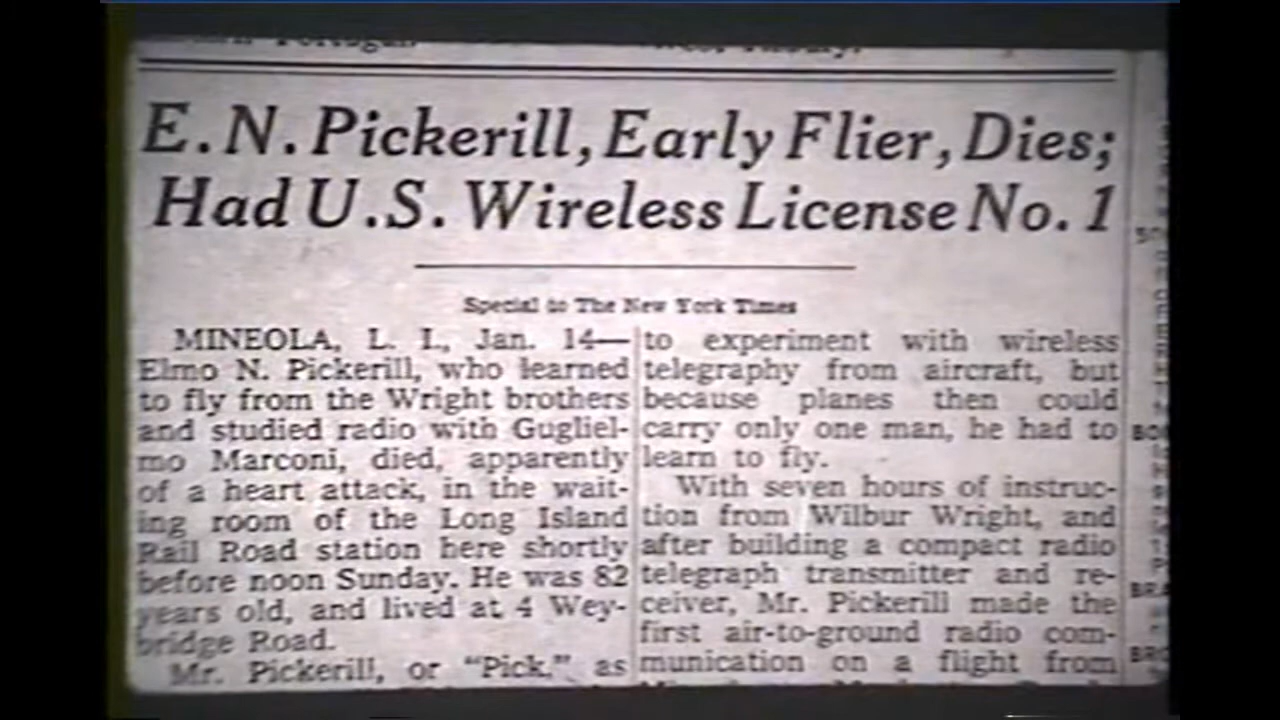 E. N. Pickerill, Early Flier, Dies;
Had U.S. Wireless License No. 1
Special to The New York Times
MINEOLA, L. I., Jan. 14—
Elmo N. Pickerill, who learned
to fly from the Wright brothers
and studied radio with Gugliel-
mo Marconi, died, apparently
of a heart attack, in the wait-
ing room of the Long Island
Rail Road station here shortly
before noon Sunday. He was 82
years old, and lived at 4 Wey-
bridge Road.
Mr. Pickerill, or "Pick," as
to experiment with wireless
telegraphy from aircraft, but
because planes then could
carry only one man, he had to
learn to fly.
With seven hours of instruc-
tion from Wilbur Wright, and
after building a compact radio
telegraph transmitter and re-
ceiver, Mr. Pickerill made the
first air-to-ground radio com-
munication on a flight from